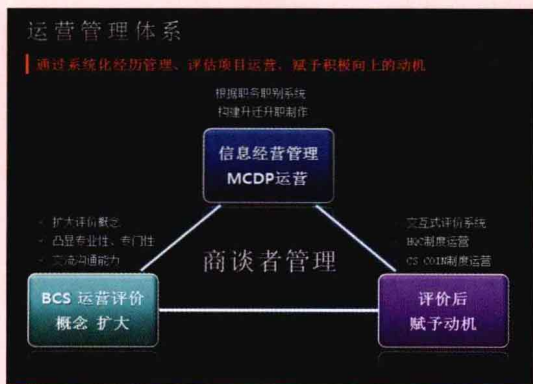 运营管理体系
通过系统化经历管理、评估项目运营，赋予积极向上的动机
根据职务职别系统
构建升迁升职制作
信息经营管理
MCDP运营
扩大评价概念
凸显专业性、专门性
交流沟通能力
交互式评价系统
制度运营
CS COIN制度运营
商谈者管理
BCS 运营评价
概念 扩大
评价后
赋予动机